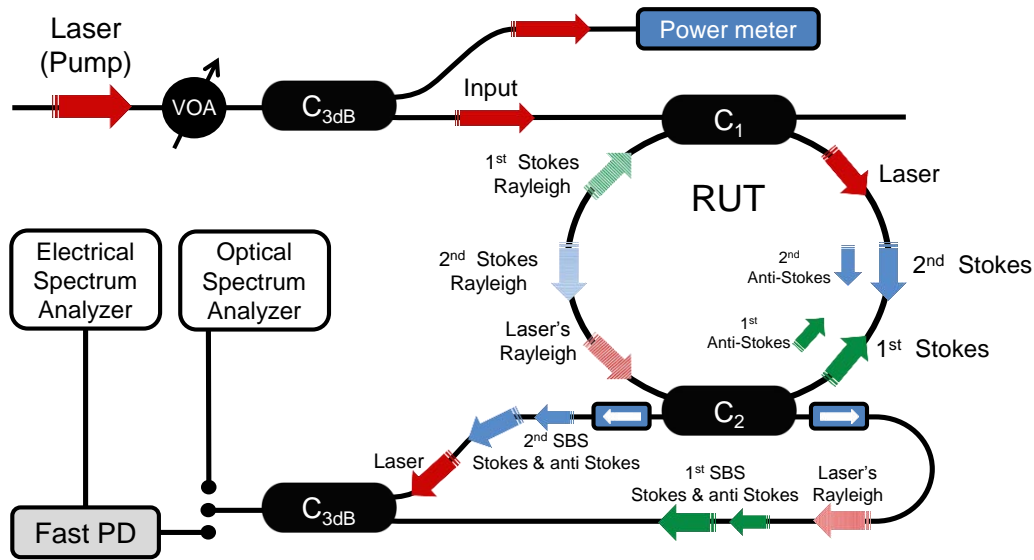 Laser
(Pump)
VOA
C3dB
Power meter
Input
C1
1st Stokes
Rayleigh
Laser
RUT
Electrical
Spectrum
Analyzer
Optical
Spectrum
Analyzer
2nd Stokes
Rayleigh
2nd
Anti-Stokes
2nd Stokes
Laser's
Rayleigh
1st
Anti-Stokes
1st Stokes
C2
2nd SBS
Stokes & anti Stokes
Laser
1st SBS
Stokes & anti Stokes
Laser's
Rayleigh
C3dB
Fast PD